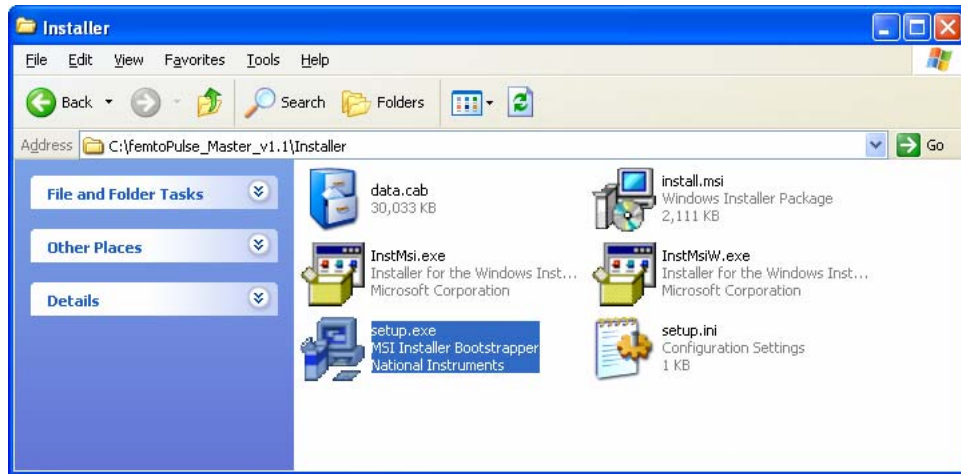 Installer
File Edit View Favorites Tools Help
Back Search Folders
Address C:\femtoPulse_Master_v1.1\Installer Go
File and Folder Tasks
Other Places
Details
data.cab
30,033 KB
install.msi
Windows Installer Package
2,111 KB
InstMsi.exe
Installer for the Windows Inst...
Microsoft Corporation
InstMsiW.exe
Installer for the Windows Inst...
Microsoft Corporation
setup.exe
MSI Installer Bootstrapper
National Instruments
setup.ini
Configuration Settings
1 KB